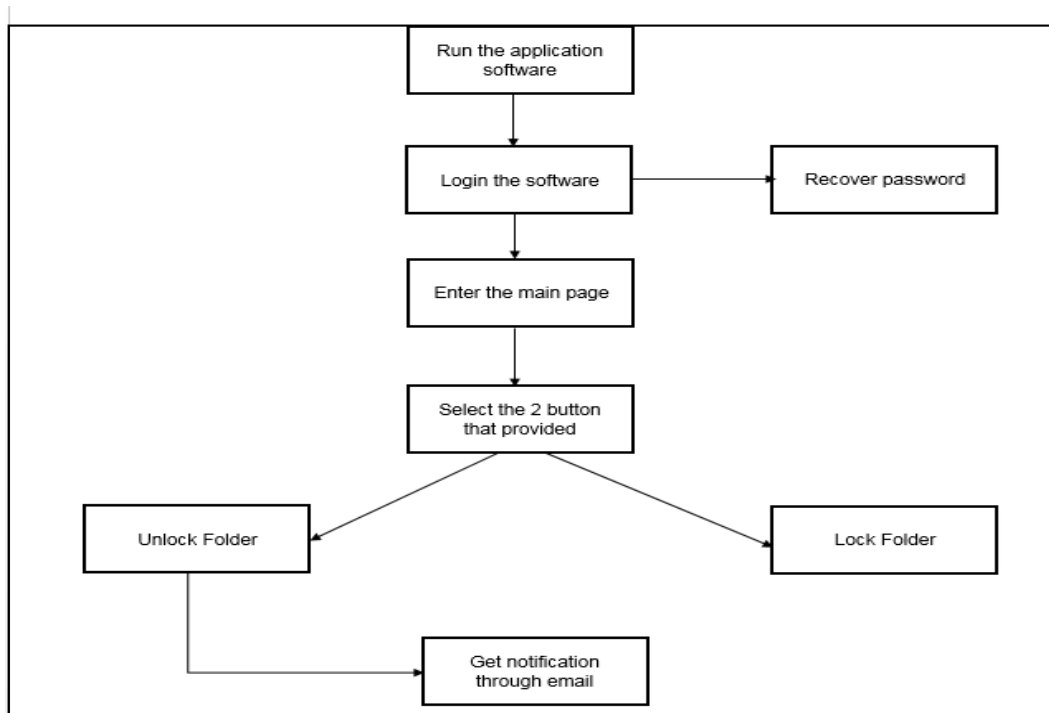 Run the application
software
Login the software
Recover password
Enter the main page
Select the 2 button
that provided
Unlock Folder
Lock Folder
Get notification
through email